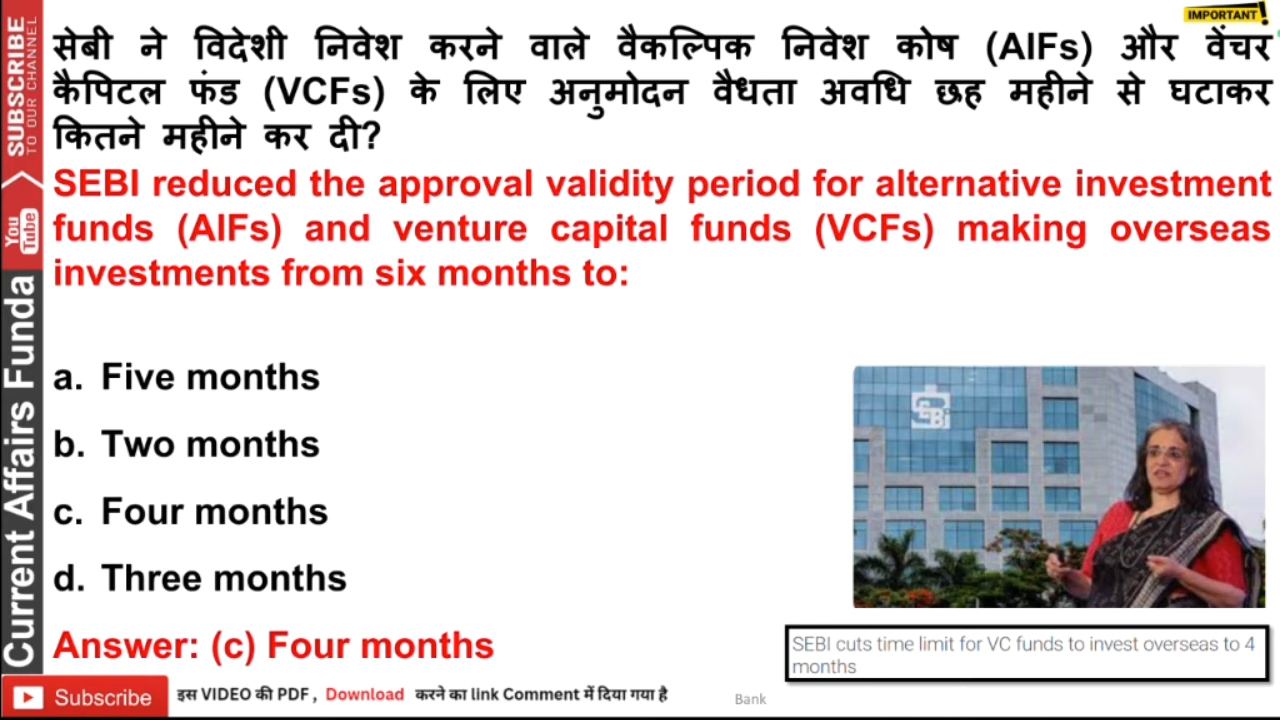 IMPORTANT!
सेबी ने विदेशी निवेश करने वाले वैकल्पिक निवेश कोष (AIFs) और वेंचर
कैपिटल फंड (VCFs) के लिए अनुमोदन वैधता अवधि छह महीने से घटाकर
कितने महीने कर दी?
SEBI reduced the approval validity period for alternative investment
funds (AIFs) and venture capital funds (VCFs) making overseas
investments from six months to:
a. Five months
b. Two months
c. Four months
d. Three months
Answer: (c) Four months
SEBI
SEBI cuts time limit for VC funds to invest overseas to 4
months
SUBSCRIBE
TO OUR CHANNEL
You
Tube
Current Affairs Funda
Subscribe
इस VIDEO की PDF , Download करने का link Comment में दिया गया है
Bank